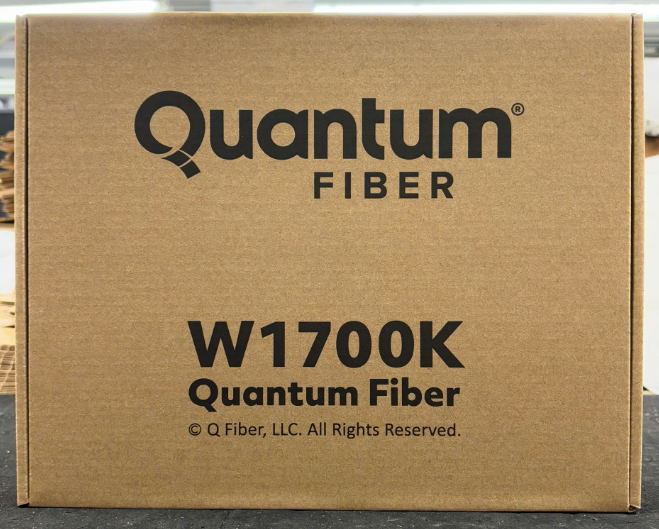 Quantum®
FIBER
W1700K
Quantum Fiber
© Q Fiber, LLC. All Rights Reserved.